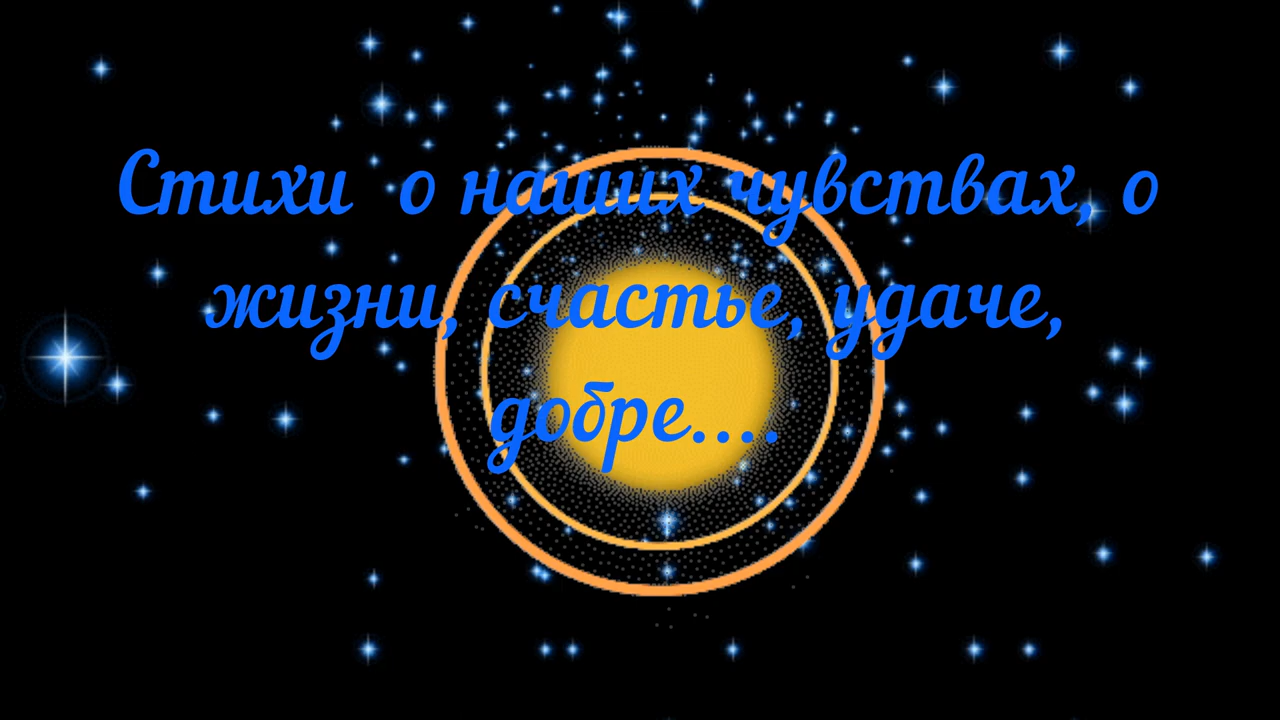 Стихи о наших чувствах, о
жизни, счастье, удаче,
добре....